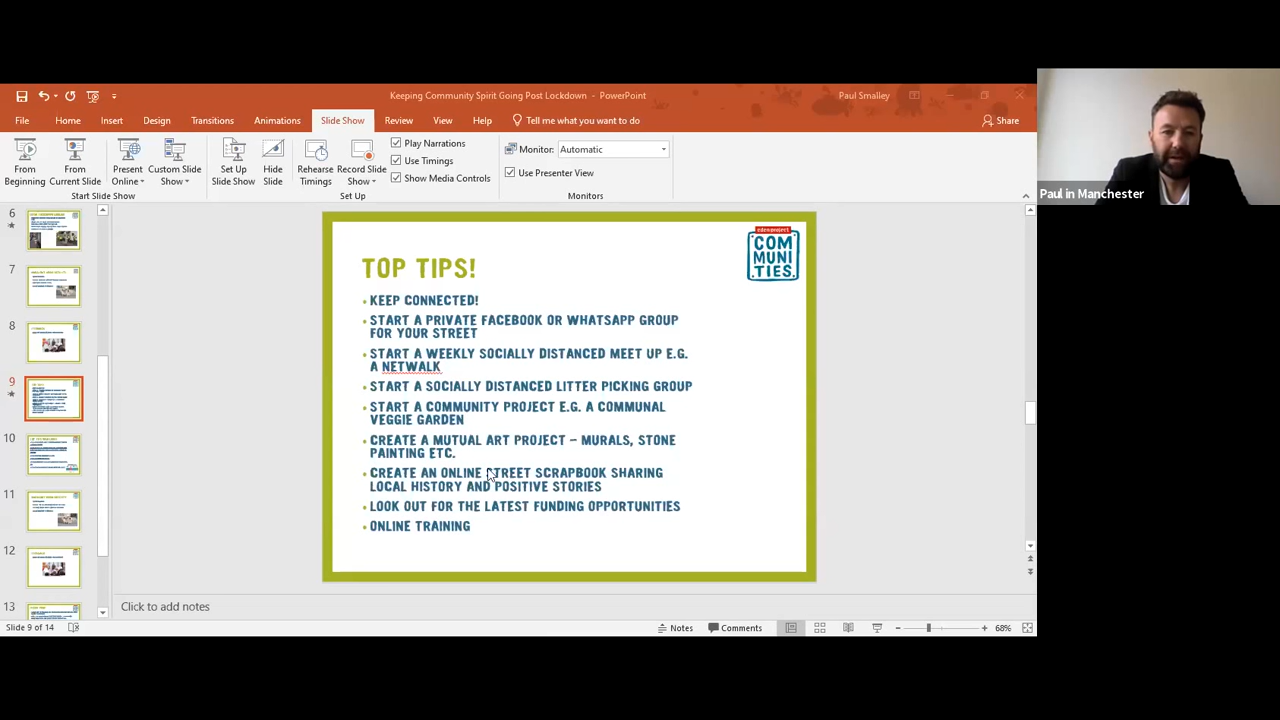 Keeping Community Spirit Going Post Lockdown - PowerPoint
Paul Smalley
File Home Insert Design Transitions Animations Slide Show Review View Help Tell me what you want to do Share
From Beginning
From Current Slide
Present Online
Custom Slide Show
Start Slide Show
Set Up Slide Show
Hide Slide
Rehearse Timings
Record Slide Show
Play Narrations
Use Timings
Show Media Controls
Set Up
Monitor: Automatic
Use Presenter View
Monitors
Paul in Manchester
6
7
8
9
10
11
12
13
eden project
COM
MUNI
TIES
TOP TIPS!
• KEEP CONNECTED!
• START A PRIVATE FACEBOOK OR WHATSAPP GROUP
FOR YOUR STREET
• START A WEEKLY SOCIALLY DISTANCED MEET UP E.G.
A NETWALK
• START A SOCIALLY DISTANCED LITTER PICKING GROUP
• START A COMMUNITY PROJECT E.G. A COMMUNAL
VEGGIE GARDEN
• CREATE A MUTUAL ART PROJECT – MURALS, STONE
PAINTING ETC.
• CREATE AN ONLINE STREET SCRAPBOOK SHARING
LOCAL HISTORY AND POSITIVE STORIES
• LOOK OUT FOR THE LATEST FUNDING OPPORTUNITIES
• ONLINE TRAINING
Click to add notes
Slide 9 of 14
Notes Comments 68%